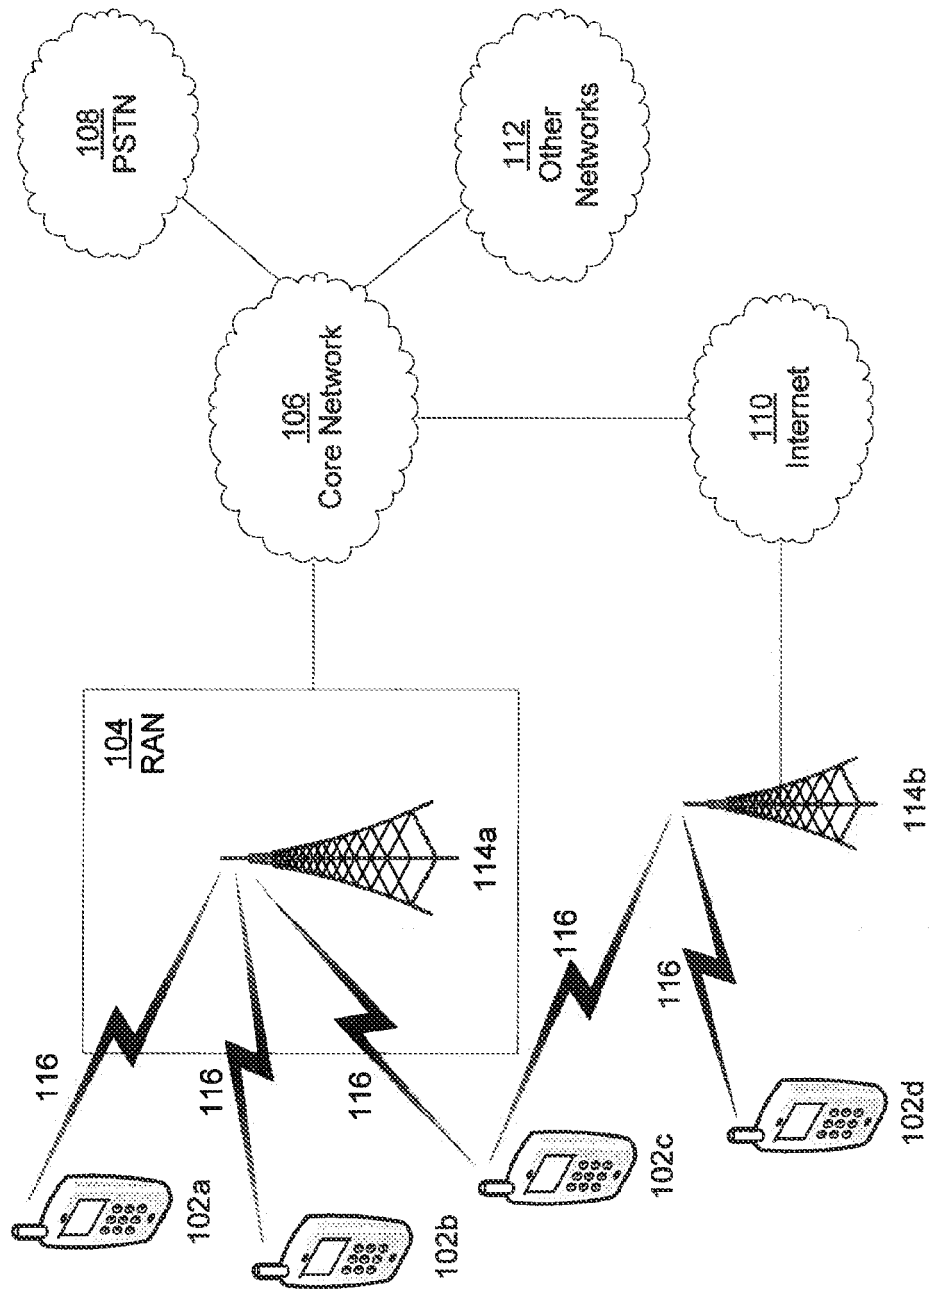 108
PSTN
112
Other
Networks
106
Core Network
110
Internet
104
RAN
114a
114b
116
116
116
116
116
102a
102b
102c
102d